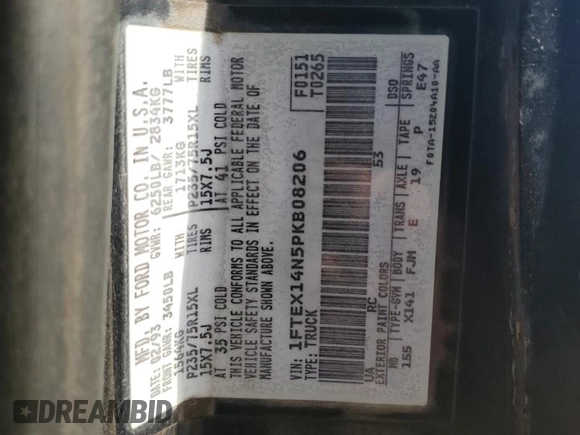 MFD. BY FORD MOTOR CO. IN U.S.A.
DATE: 02/93 GVWR: 6250LB/ 2834KG
FRONT GAWR: 3450LB REAR GAWR: 3777LB
1564KG WITH 1713KG WITH
P235/75R15XL TIRES P235/75R15XL TIRES
15X7.5J RIMS 15X7.5J RIMS
AT 35 PSI COLD AT 41 PSI COLD
THIS VEHICLE CONFORMS TO ALL APPLICABLE FEDERAL MOTOR
VEHICLE SAFETY STANDARDS IN EFFECT ON THE DATE OF
MANUFACTURE SHOWN ABOVE.
VIN: 1FTEX14N5PKB08206 F0151
TYPE: TRUCK T0265
UA RC 53
EXTERIOR PAINT COLORS DSO
WB TYPE-GVW BODY TRANS AXLE TAPE SPRINGS
155 X141 FJM E 19 P E47
F0TA-15204A10-AA
DREAMBID